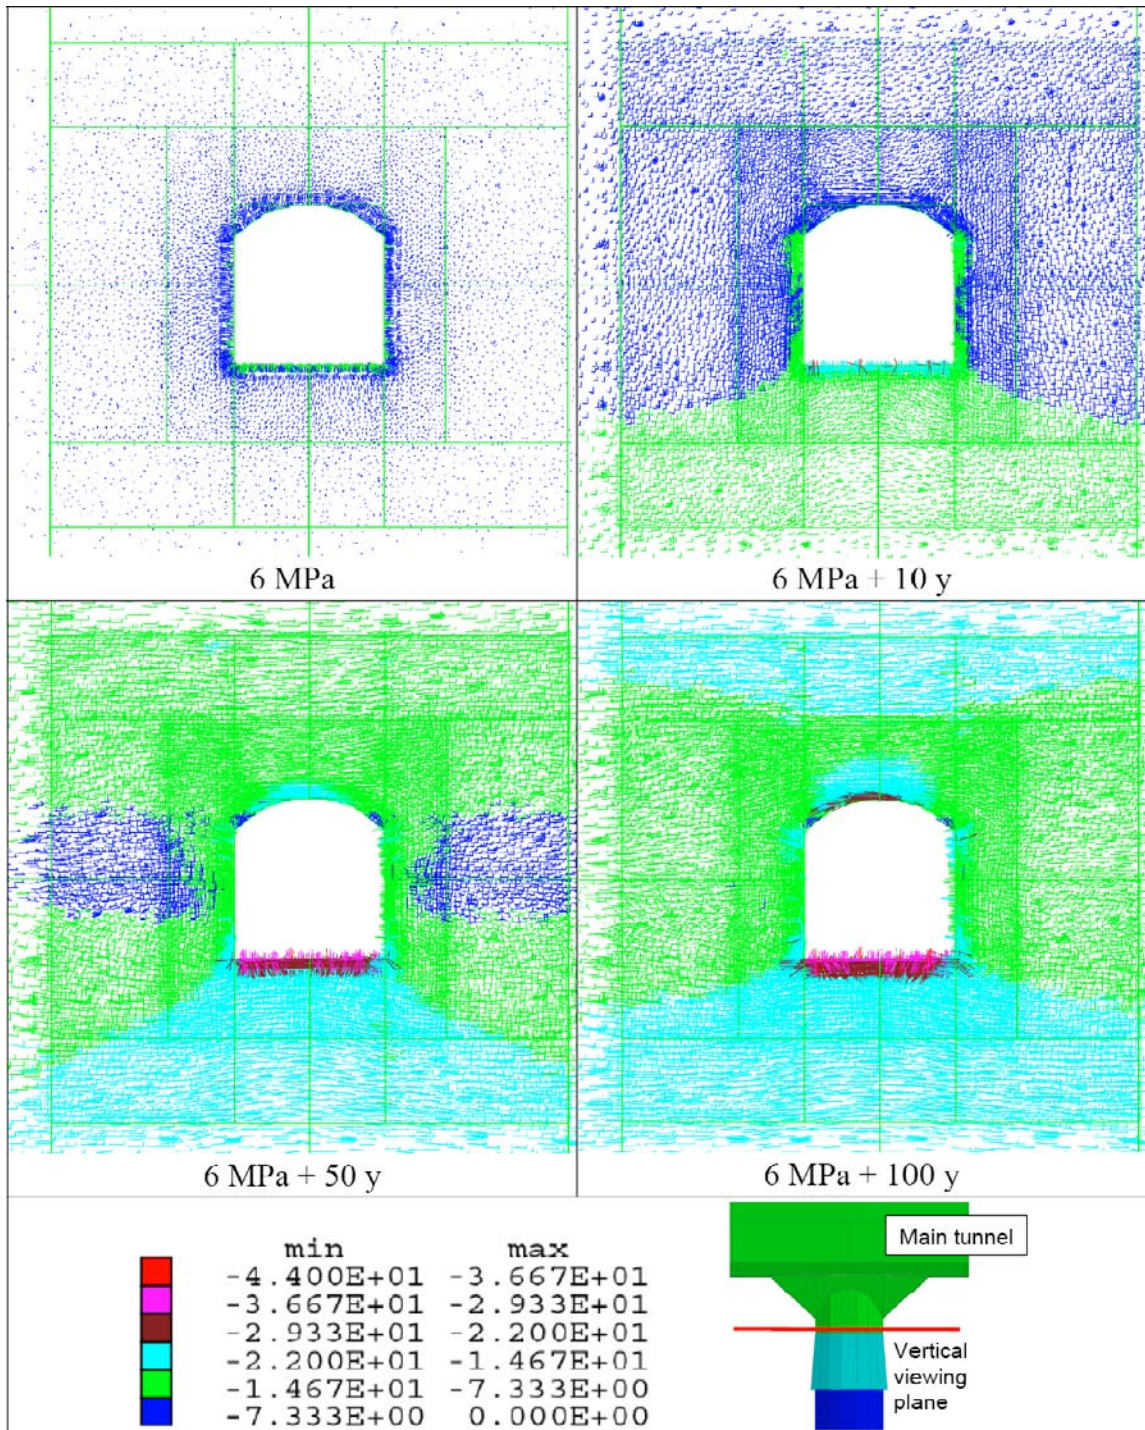 6 MPa
6 MPa + 10 y
6 MPa + 50 y
6 MPa + 100 y
min max
-4.400E+01 -3.667E+01
-3.667E+01 -2.933E+01
-2.933E+01 -2.200E+01
-2.200E+01 -1.467E+01
-1.467E+01 -7.333E+00
-7.333E+00 0.000E+00
Main tunnel
Vertical
viewing
plane